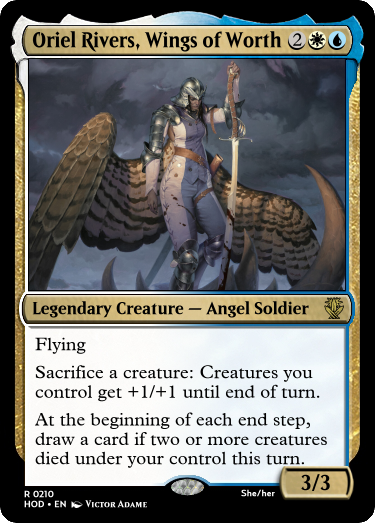 Oriel Rivers, Wings of Worth 2
Legendary Creature — Angel Soldier
Flying
Sacrifice a creature: Creatures you
control get +1/+1 until end of turn.
At the beginning of each end step,
draw a card if two or more creatures
died under your control this turn.
3/3
R 0210
HOD • EN Victor Adame
She/her